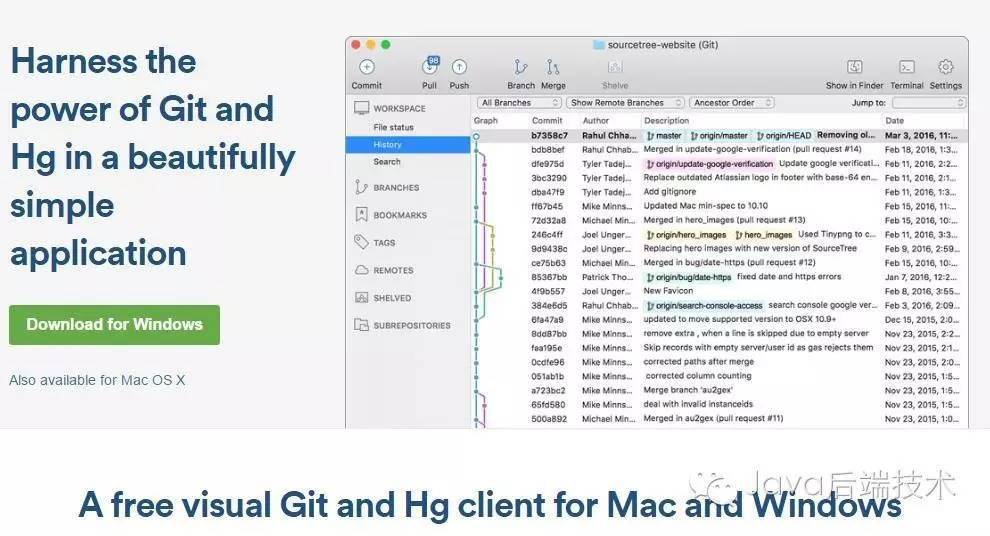 Harness the
power of Git and
Hg in a beautifully
simple
application
Download for Windows
Also available for Mac OS X
sourcetree-website (Git)
98
Commit Pull Push Branch Merge Shelve Show in Finder Terminal Settings
WORKSPACE
File status
History
Search
BRANCHES
BOOKMARKS
TAGS
REMOTES
SHELVED
SUBREPOSITORIES
All Branches Show Remote Branches Ancestor Order Jump to:
Graph Commit Author Description Date
b7358c7 Rahul Chhab... master origin/master origin/HEAD Removing ol... Mar 3, 2016, 11:...
bdb8bef Rahul Chhab... Merged in update-google-verification (pull request #14) Feb 18, 2016, 1:3...
dfe975d Tyler Tadej... origin/update-google-verification Update google verificati... Feb 11, 2016, 1:3...
3bc3290 Tyler Tadej... Replace outdated Atlassian logo in footer with base-64 en... Feb 11, 2016, 1:3...
dba47f9 Tyler Tadej... Add gitignore Feb 11, 2016, 1:3...
ff67b45 Mike Minns... Updated Mac min-spec to 10.10 Feb 15, 2016, 11:...
72d32a8 Michael Min... Merged in hero_images (pull request #13) Feb 15, 2016, 10:...
246c4ff Joel Unger... origin/hero_images hero_images Used Tinypng to c... Feb 11, 2016, 3:3...
9d9438c Joel Unger... Replacing hero images with new version of SourceTree Feb 9, 2016, 2:59...
ce75b63 Michael Min... Merged in bug/date-https (pull request #12) Feb 15, 2016, 10:...
85367bb Patrick Tho... origin/bug/date-https fixed date and https errors Jan 7, 2016, 12:2...
4f9b557 Joel Unger... New Favicon Feb 8, 2016, 3:55...
384e6d5 Rahul Chhab... origin/search-console-access search console google ver... Feb 3, 2016, 2:09...
6fa47a9 Mike Minns... updated to move supported version to OSX 10.9+ Dec 15, 2015, 2:0...
8dd87bb Mike Minns... remove extra , when a line is skipped due to empty server Nov 23, 2015, 2:2...
fea195e Mike Minns... Skip records with empty server/user id as gas rejects them Nov 23, 2015, 2:1...
0cdfe96 Mike Minns... corrected paths after merge Nov 23, 2015, 2:1...
051ab1b Mike Minns... corrected column counting Nov 23, 2015, 1:5...
a723bc2 Mike Minns... Merge branch 'au2gex' Nov 23, 2015, 1:5...
65fd580 Mike Minns... deal with invalid instanceids Nov 23, 2015, 1:5...
500a892 Michael Min... Merged in au2gex (pull request #11) Nov 23, 2015, 1:0...
Java后端技术
A free visual Git and Hg client for Mac and Windows